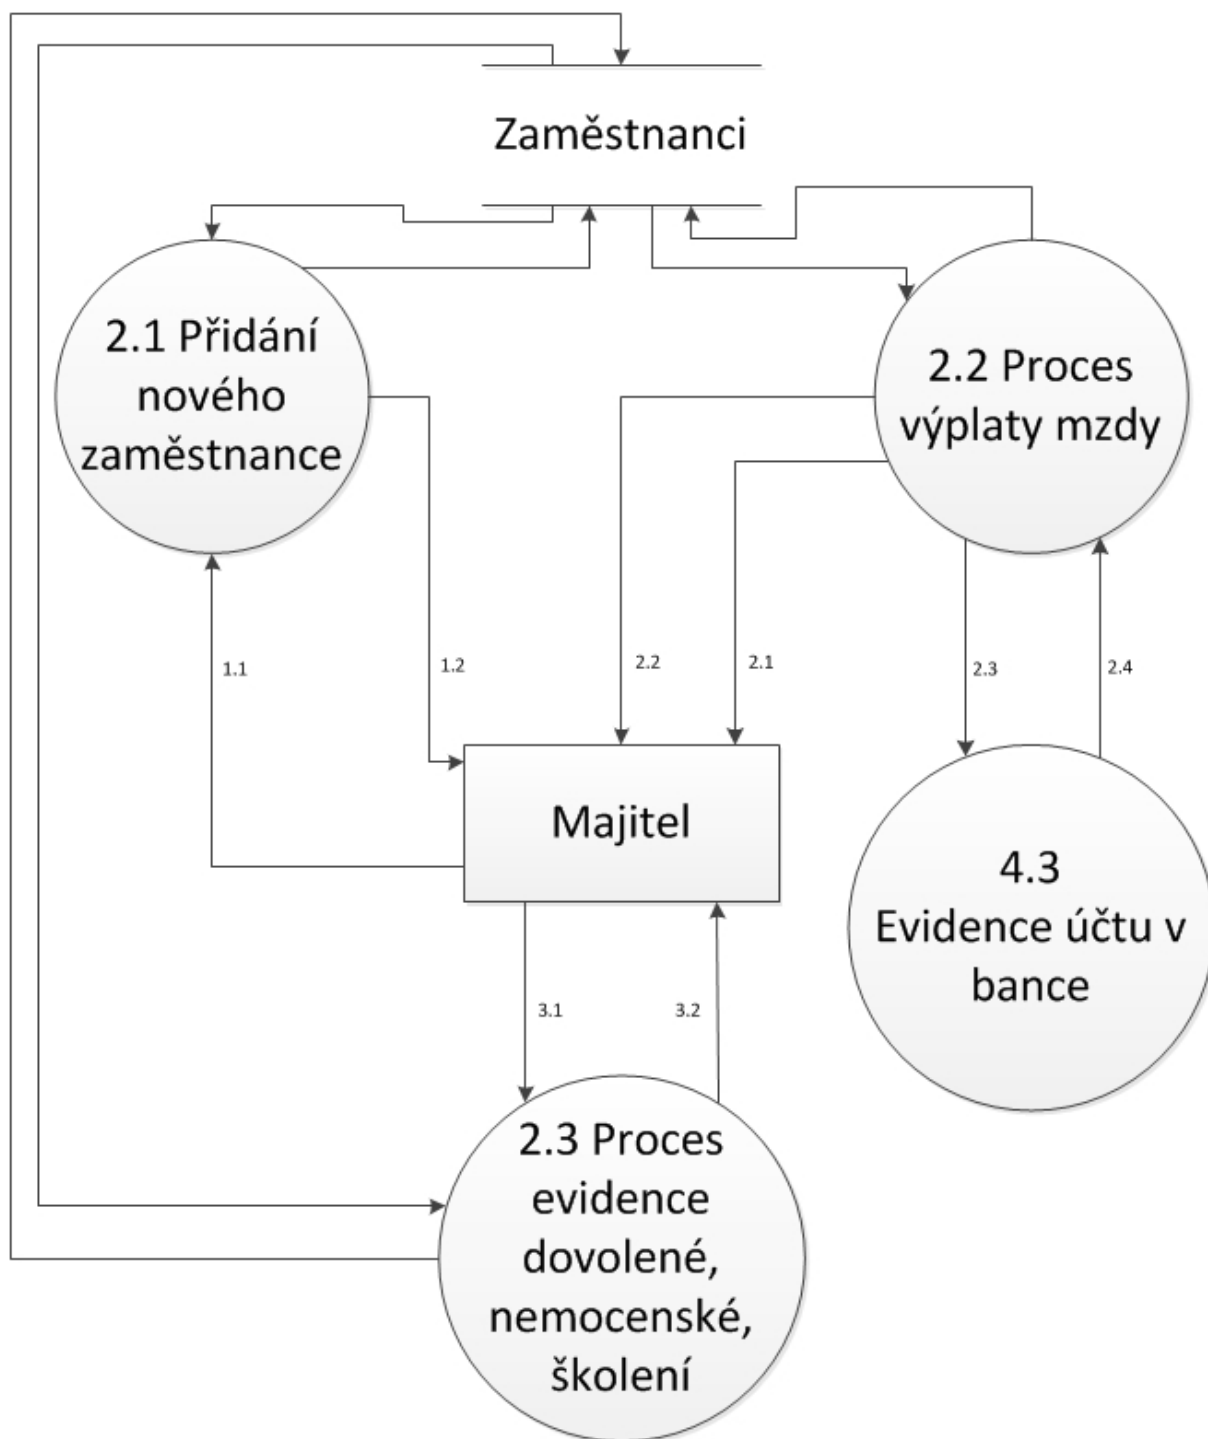 Zaměstnanci
2.1 Přidání
nového
zaměstnance
2.2 Proces
výplaty mzdy
1.1
1.2
2.2
2.1
2.3
2.4
Majitel
4.3
Evidence účtu v
bance
3.1
3.2
2.3 Proces
evidence
dovolené,
nemocenské,
školení